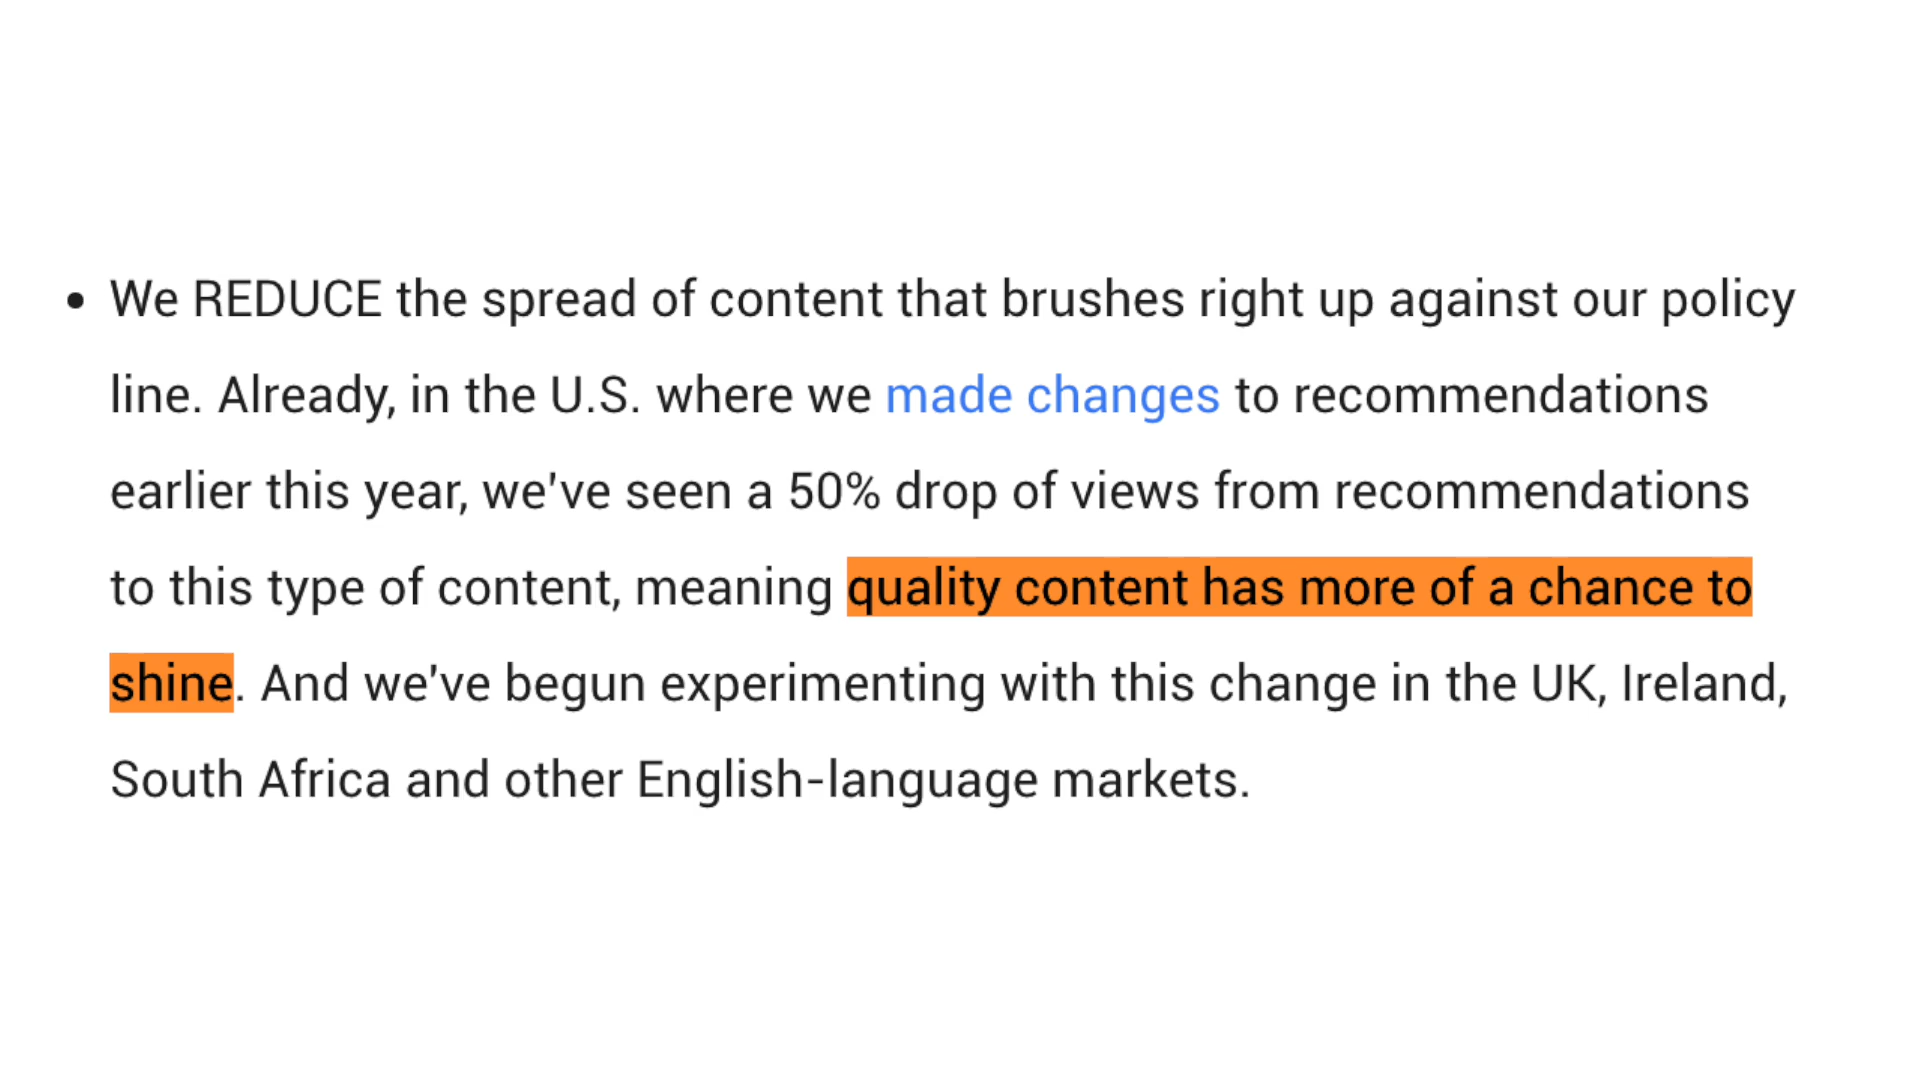 • We REDUCE the spread of content that brushes right up against our policy
line. Already, in the U.S. where we made changes to recommendations
earlier this year, we've seen a 50% drop of views from recommendations
to this type of content, meaning quality content has more of a chance to
shine. And we've begun experimenting with this change in the UK, Ireland,
South Africa and other English-language markets.